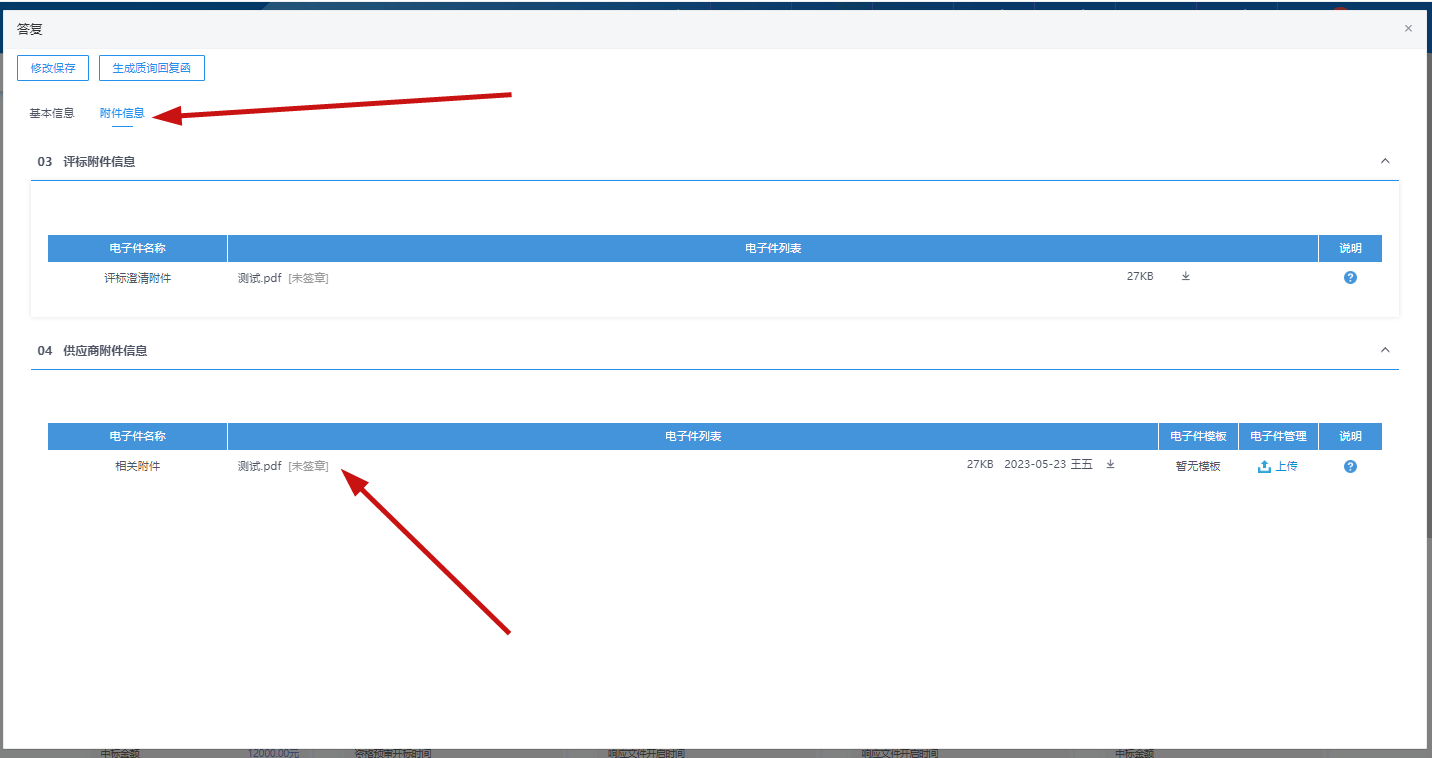 答复
修改保存 生成质询回复函
基本信息 附件信息
03 评标附件信息
电子件名称 电子件列表 说明
评标澄清附件 测试.pdf [未签章] 27KB
04 供应商附件信息
电子件名称 电子件列表 电子件模板 电子件管理 说明
相关附件 测试.pdf [未签章] 27KB 2023-05-23 王五 暂无模板 上传
中标金额 12000.00元 资格预审开标时间 响应文件开启时间 响应文件开启时间 中标金额